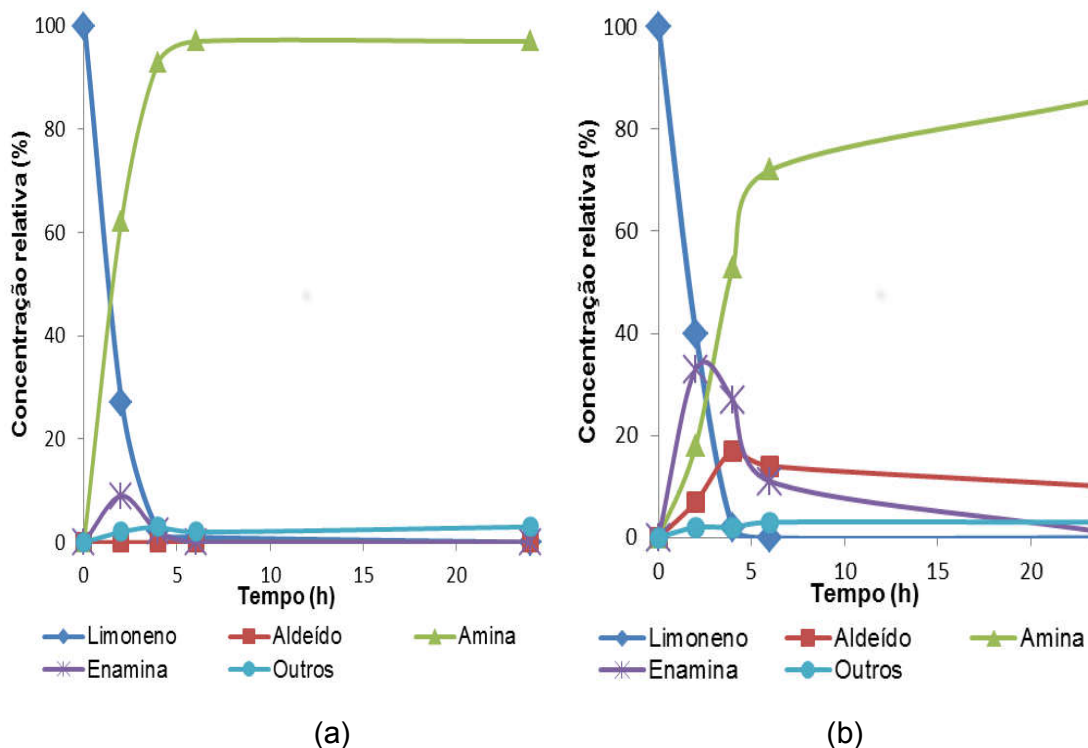 Concentração relativa (%)
100
80
60
40
20
0
0 5 10 15 20
Tempo (h)
Limoneno Aldeído Amina
Enamina Outros
(a)
Concentração relativa (%)
100
80
60
40
20
0
0 5 10 15 20
Tempo (h)
Limoneno Aldeído Amina
Enamina Outros
(b)